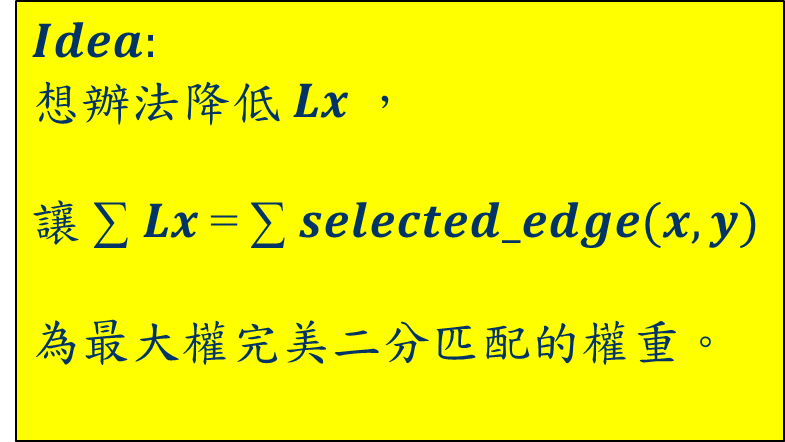 Idea:
想辦法降低 Lx ，
讓 ∑ Lx = ∑ selected_edge(x, y)
為最大權完美二分匹配的權重。